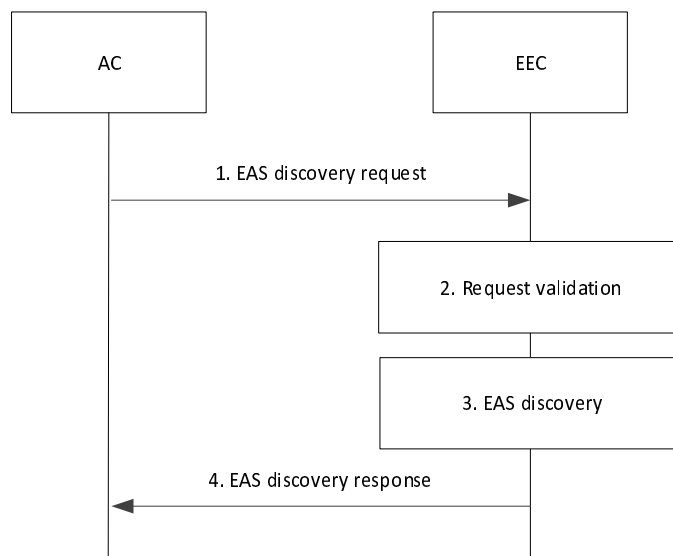 AC
EEC
1. EAS discovery request
2. Request validation
3. EAS discovery
4. EAS discovery response